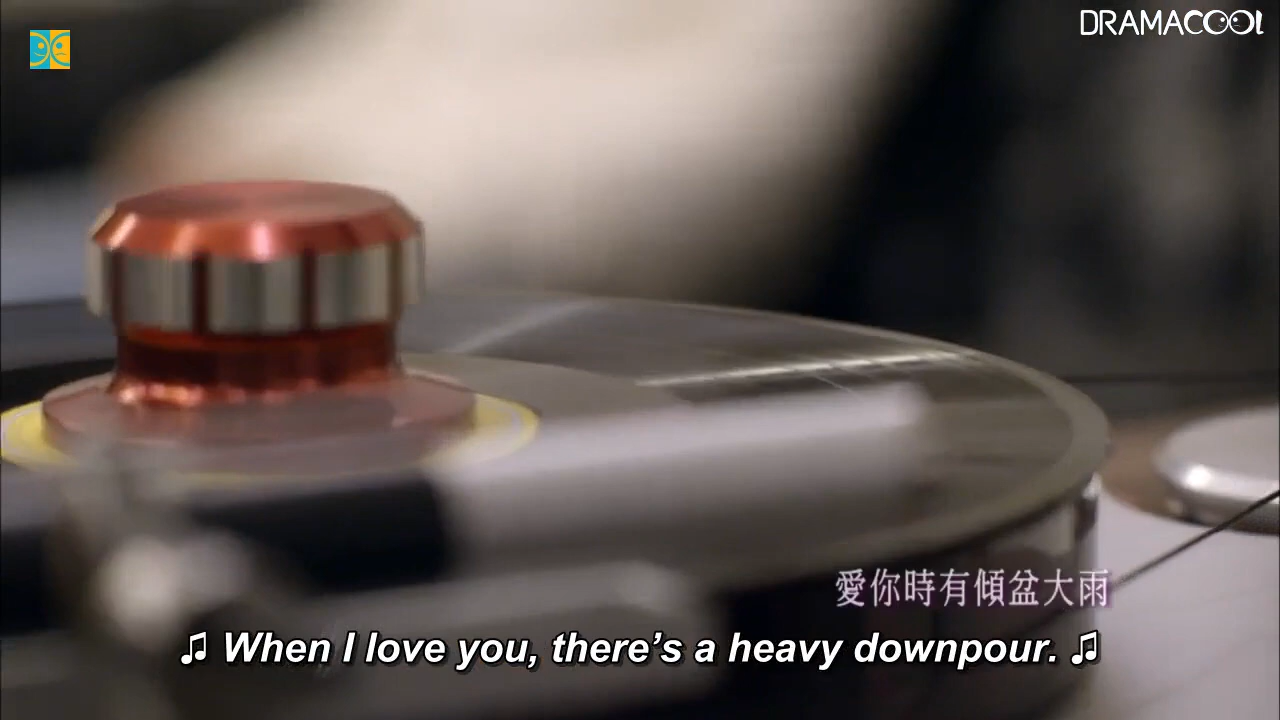 DRAMACOOL
愛你時有傾盆大雨
♫ When I love you, there's a heavy downpour. ♫